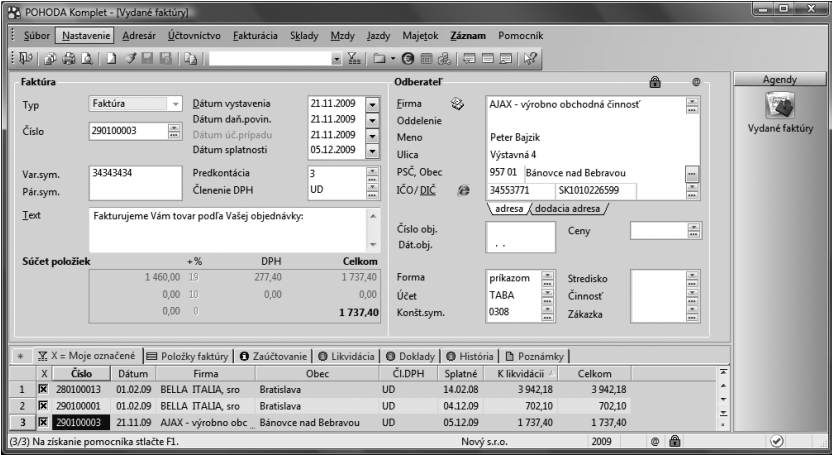 POHODA Komplet - [Vydané faktúry]
Súbor Nastavenie Adresár Účtovníctvo Fakturácia Sklady Mzdy Jazdy Majetok Záznam Pomocník
Faktúra
Typ Faktúra
Číslo 290100003
Dátum vystavenia 21.11.2009
Dátum daň.povin. 21.11.2009
Dátum úč.prípadu 21.11.2009
Dátum splatnosti 05.12.2009
Var.sym. 34343434
Pár.sym.
Predkontácia 3
Členenie DPH UD
Text Fakturujeme Vám tovar podľa Vašej objednávky:
Súčet položiek +% DPH Celkom
1 460,00 19 277,40 1 737,40
0,00 10 0,00 0,00
0,00 0 1 737,40
Odberateľ @
Firma AJAX - výrobno obchodná činnosť
Oddelenie
Meno Peter Bajzik
Ulica Výstavná 4
PSČ, Obec 957 01 Bánovce nad Bebravou
IČO/DIČ 34553771 SK1010226599
adresa dodacia adresa
Číslo obj. Ceny
Dát.obj. . .
Forma príkazom Stredisko
Účet TABA Činnosť
Konšt.sym. 0308 Zákazka
Agendy
Vydané faktúry
* X = Moje označené Položky faktúry Zaúčtovanie Likvidácia Doklady História Poznámky
X Číslo Dátum Firma Obec Čl.DPH Splatné K likvidácii Celkom
1 280100013 01.02.09 BELLA ITALIA, sro Bratislava UD 14.02.08 3 942,18 3 942,18
2 290100001 01.02.09 BELLA ITALIA, sro Bratislava UD 04.12.09 702,10 702,10
3 290100003 21.11.09 AJAX - výrobno obc... Bánovce nad Bebravou UD 05.12.09 1 737,40 1 737,40
(3/3) Na získanie pomocníka stlačte F1. Nový s.r.o. 2009 @